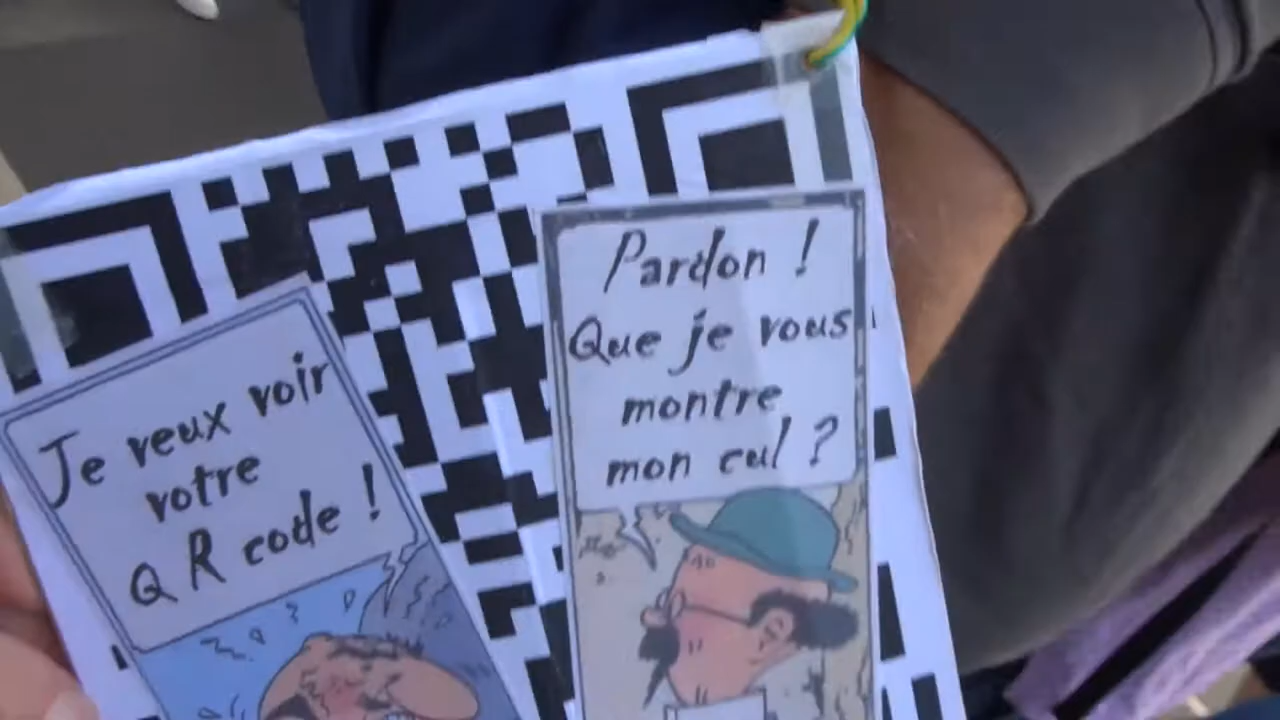 Je veux voir
votre
QR code !
Pardon !
Que je vous
montre
mon cul ?